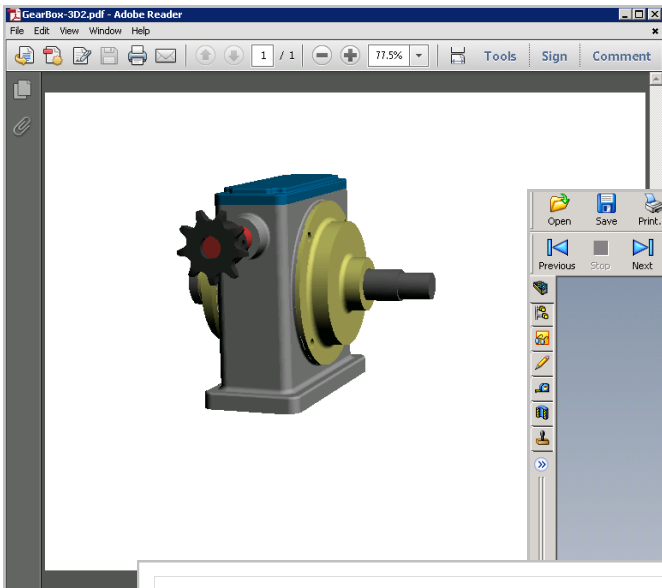 GearBox-3D2.pdf - Adobe Reader
File Edit View Window Help
1 / 1 77.5% Tools Sign Comment
Open Save Print.
Previous Stop Next